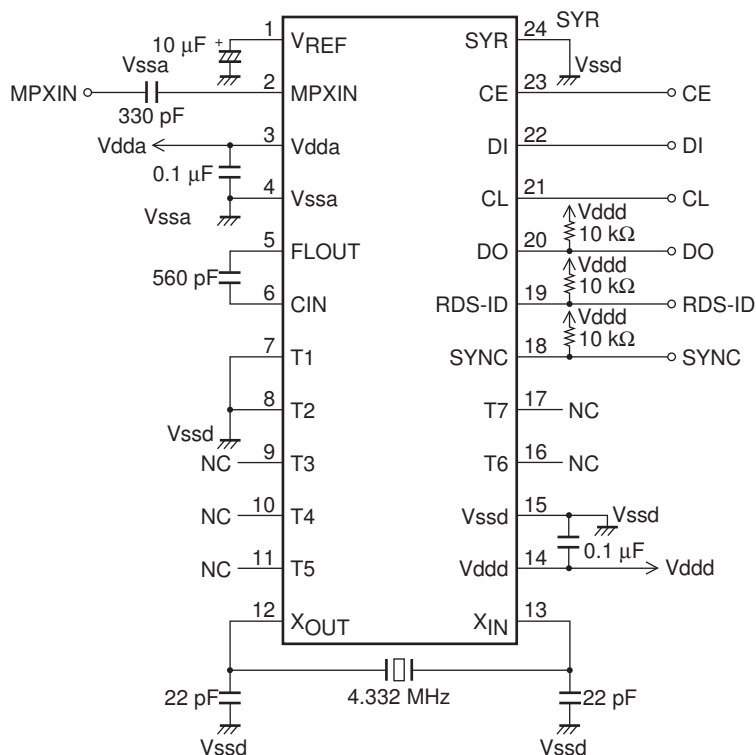 SYR
10 μF +
1
VREF
SYR
24
Vssa
Vssd
MPXIN
2
MPXIN
CE
23
CE
330 pF
Vdda
3
Vdda
DI
22
DI
0.1 μF
4
Vssa
CL
21
CL
Vssa
Vddd
10 kΩ
5
FLOUT
DO
20
DO
560 pF
Vddd
10 kΩ
6
CIN
RDS-ID
19
RDS-ID
Vddd
10 kΩ
7
T1
SYNC
18
SYNC
8
T2
T7
17
NC
Vssd
NC
9
T3
T6
16
NC
NC
10
T4
Vssd
15
Vssd
0.1 μF
NC
11
T5
Vddd
14
Vddd
12
XOUT
XIN
13
22 pF
4.332 MHz
22 pF
Vssd
Vssd